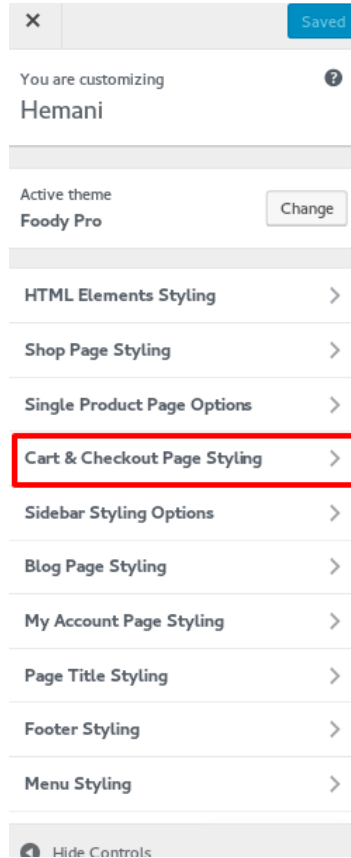 Saved
You are customizing
Hemani
Active theme
Foody Pro
Change
HTML Elements Styling
Shop Page Styling
Single Product Page Options
Cart & Checkout Page Styling
Sidebar Styling Options
Blog Page Styling
My Account Page Styling
Page Title Styling
Footer Styling
Menu Styling
Hide Controls